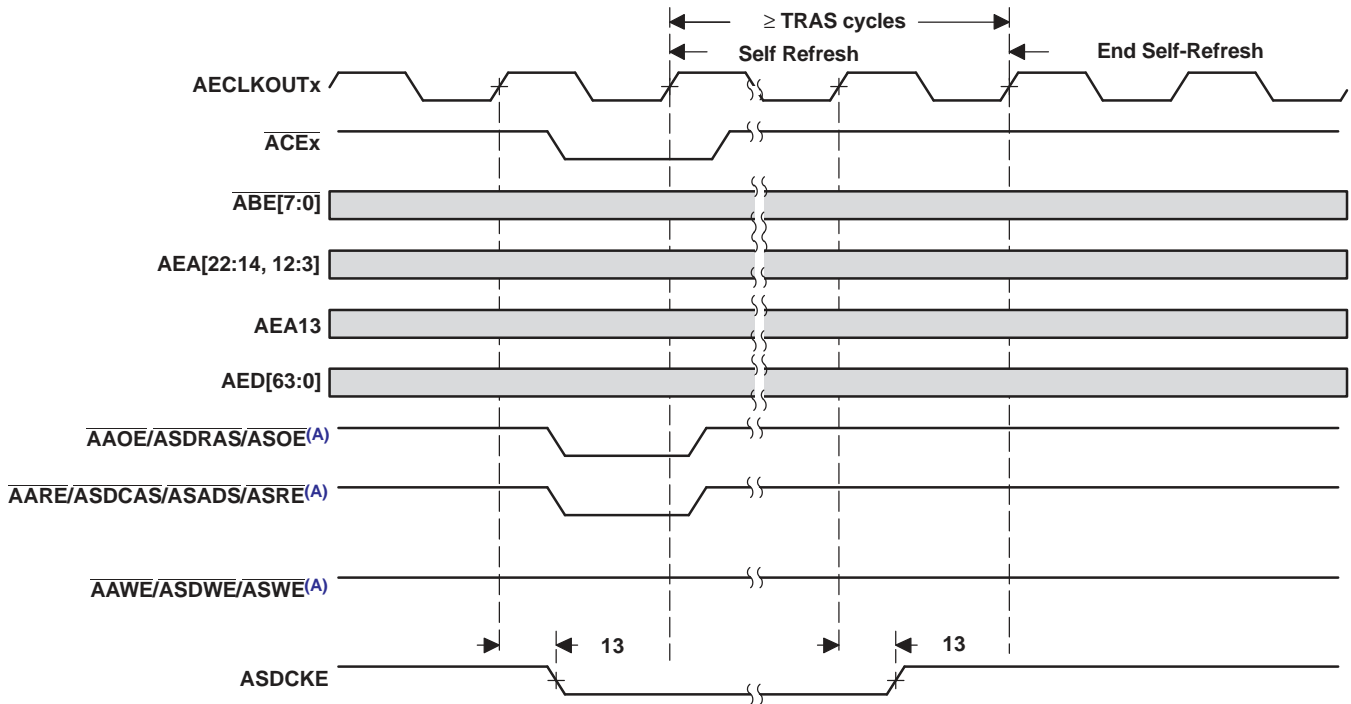 ≥ TRAS cycles
Self Refresh
End Self-Refresh
AECLKOUTx
ACEx
ABE[7:0]
AEA[22:14, 12:3]
AEA13
AED[63:0]
AAOE/ASDRAS/ASOE(A)
AARE/ASDCAS/ASADS/ASRE(A)
AAWE/ASDWE/ASWE(A)
13
13
ASDCKE